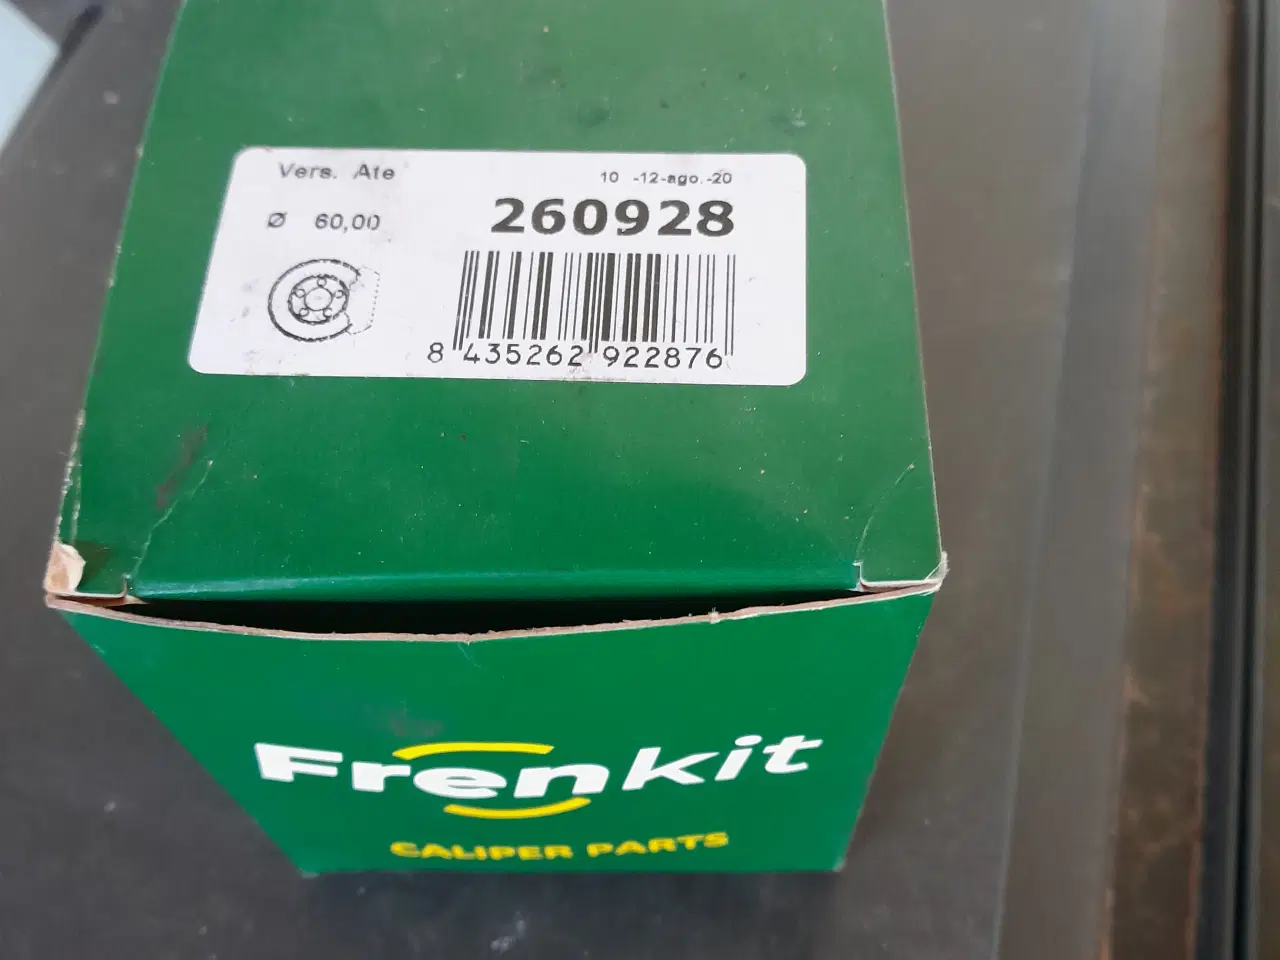 Vers. Ate
10 -12-ago.-20
Ø 60,00
260928
8 435262 922876
Frenkit
CALIPER PARTS